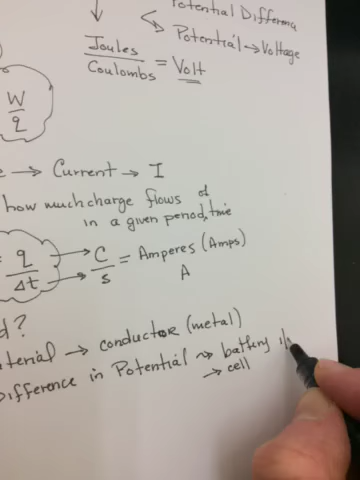 Potential Differen
Potential → Voltage
Joules
Coulombs
= Volt
W
q
→ Current → I
how much charge flows of
in a given period, time
= q
Δt
→ C
→ s
= Amperes (Amps)
A
d?
aterial → conductor (metal)
Difference in Potential → battery
→ cell